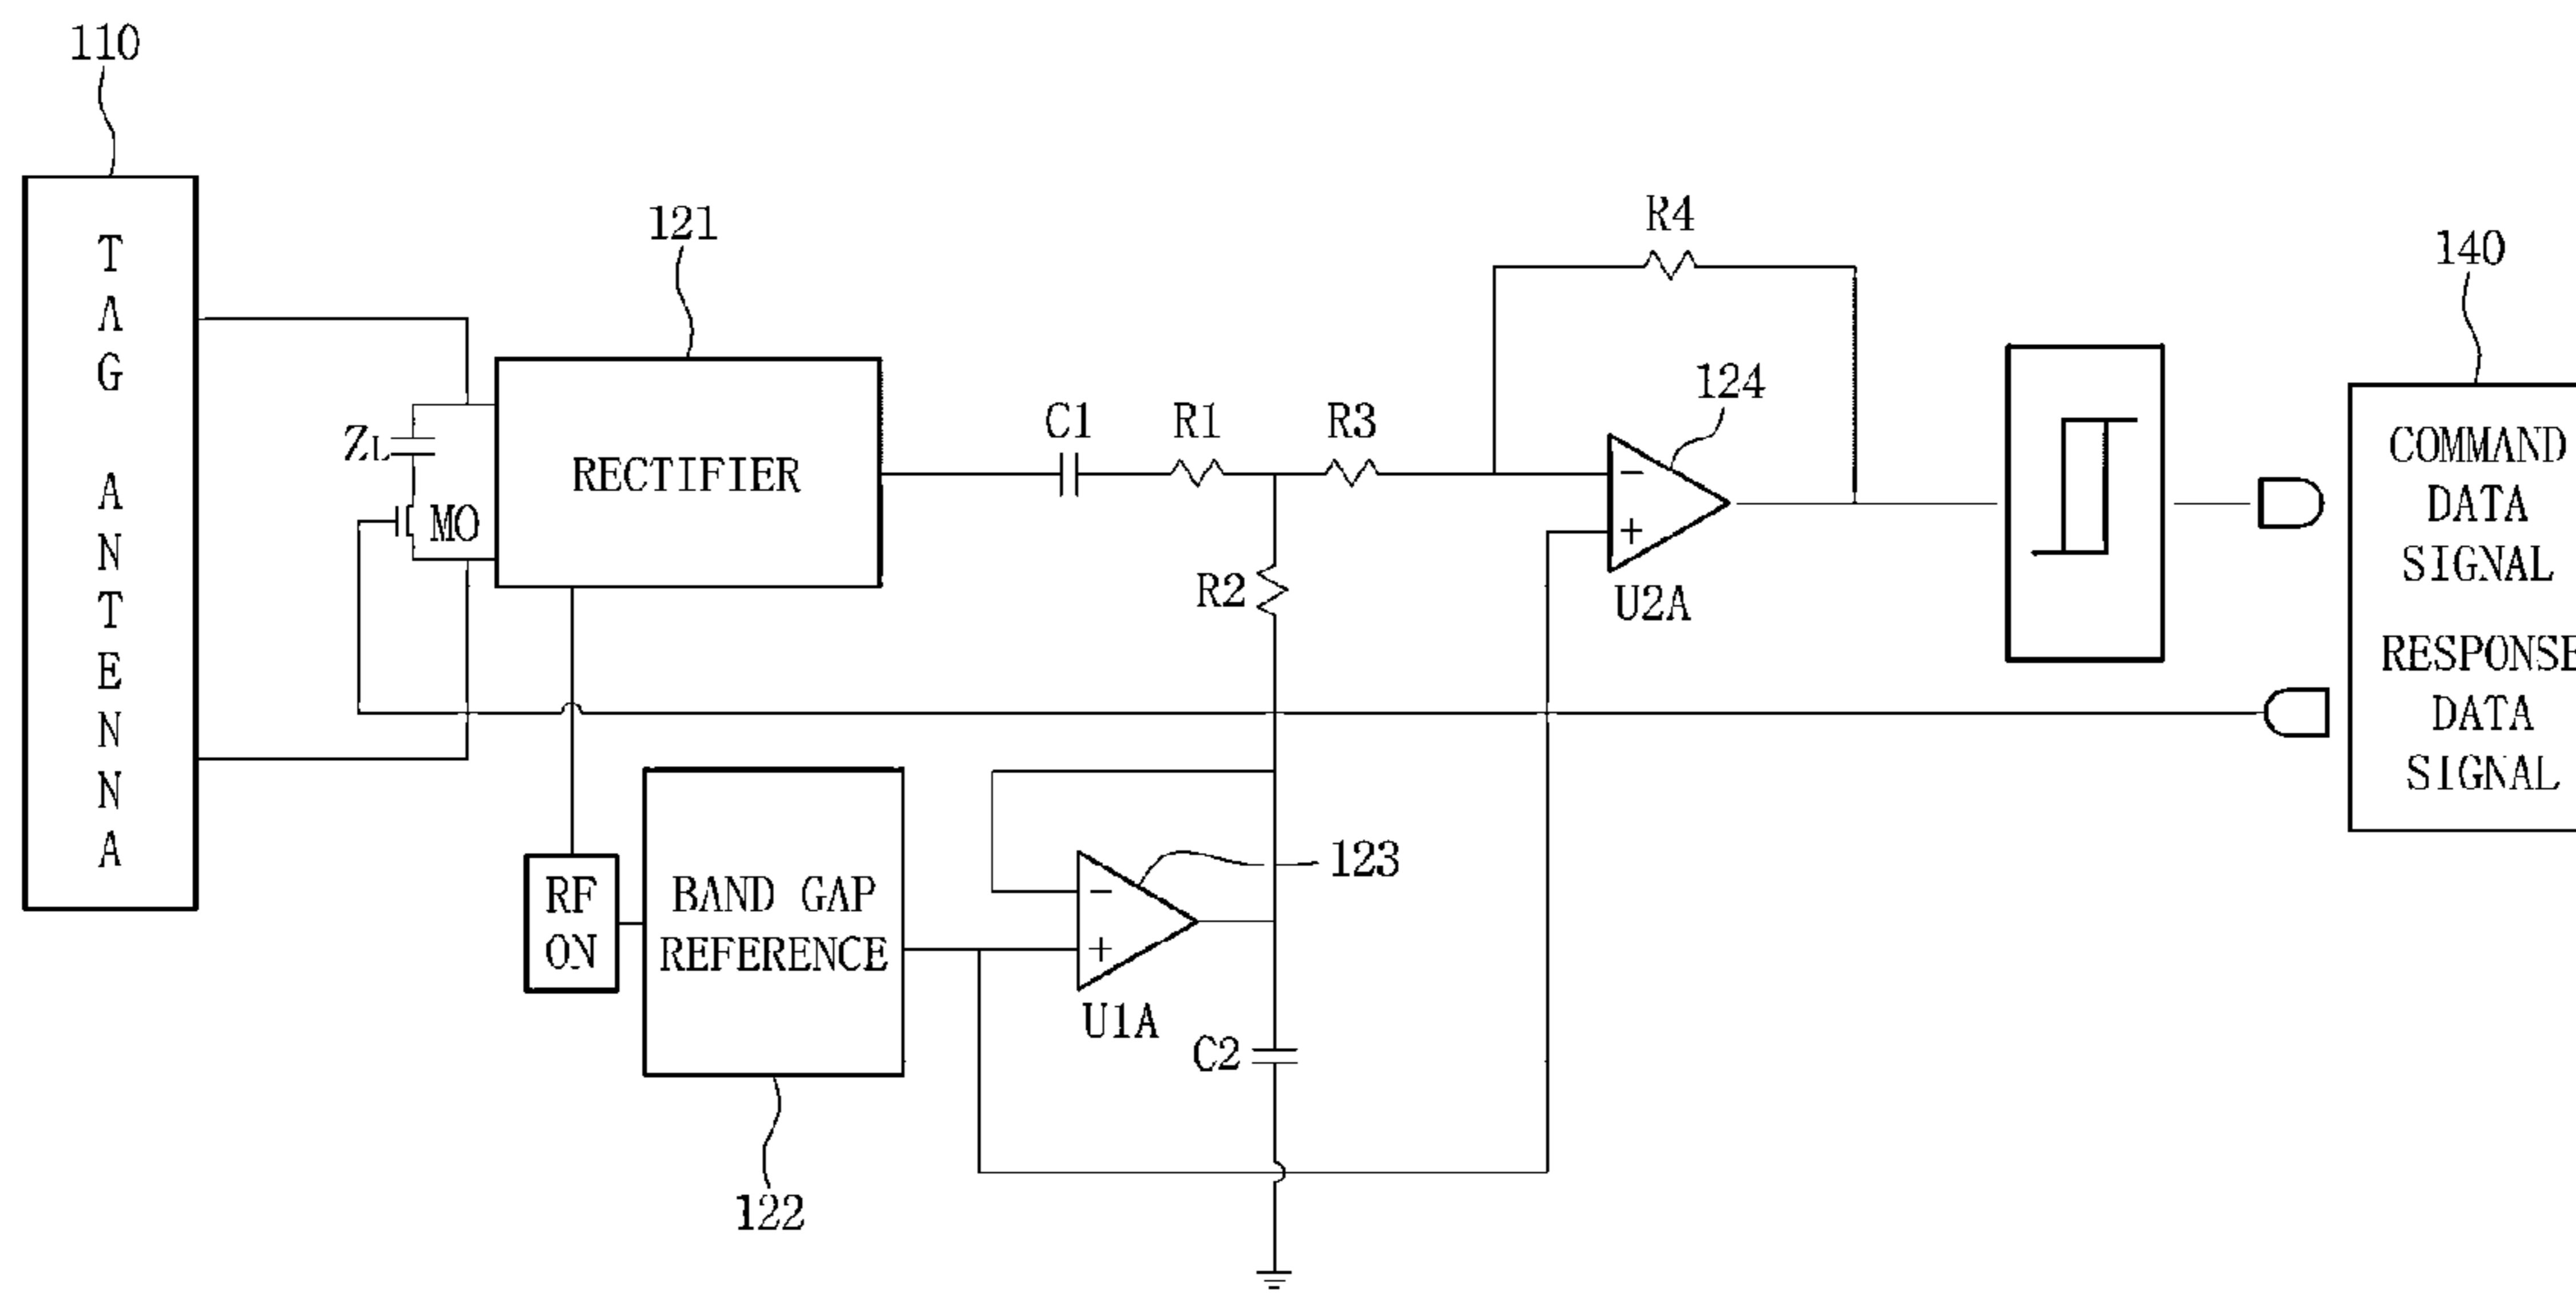 110
TAG ANTENNA
121
RECTIFIER
ZL
MO
C1
R1
R3
R4
124
−
+
U2A
R2
140
COMMAND
DATA
SIGNAL
RESPONSE
DATA
SIGNAL
RF
ON
BAND GAP
REFERENCE
122
−
+
123
U1A
C2